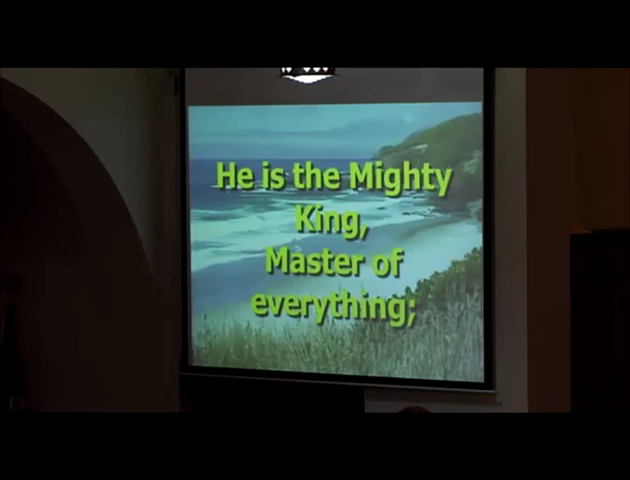 He is the Mighty
King,
Master of
everything;